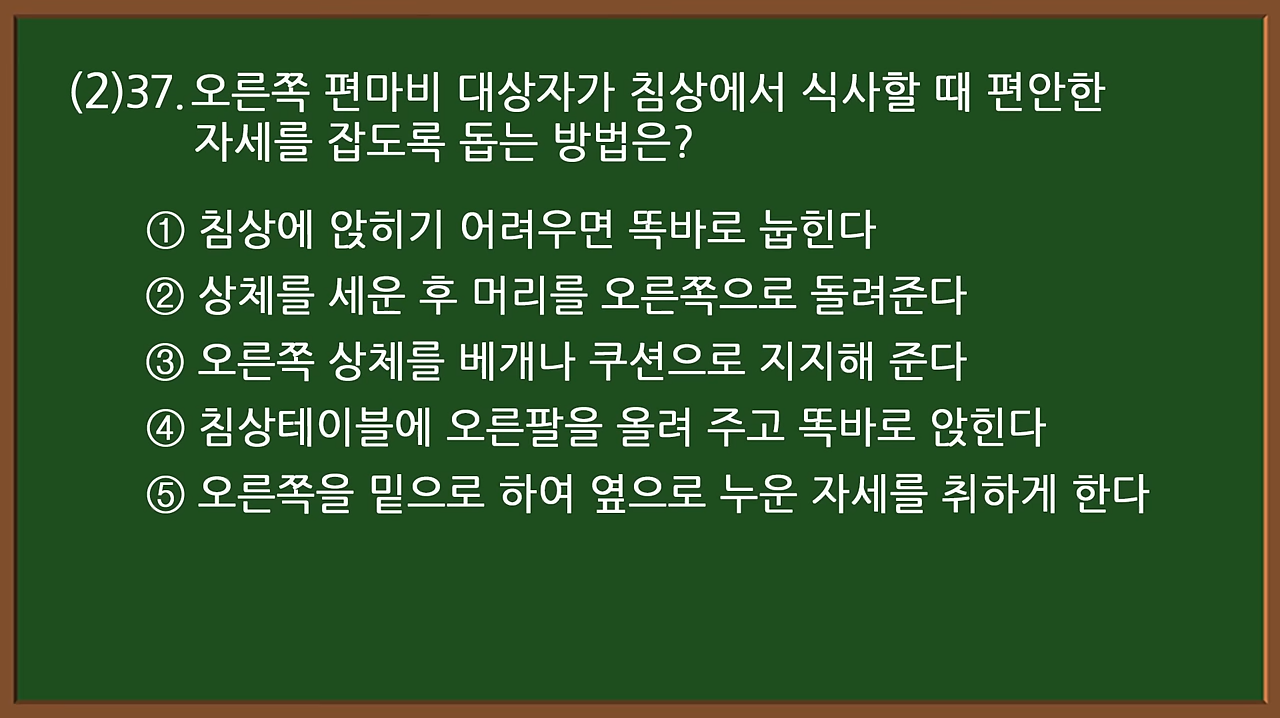 (2)37. 오른쪽 편마비 대상자가 침상에서 식사할 때 편안한
자세를 잡도록 돕는 방법은?
① 침상에 앉히기 어려우면 똑바로 눕힌다
② 상체를 세운 후 머리를 오른쪽으로 돌려준다
③ 오른쪽 상체를 베개나 쿠션으로 지지해 준다
④ 침상테이블에 오른팔을 올려 주고 똑바로 앉힌다
⑤ 오른쪽을 밑으로 하여 옆으로 누운 자세를 취하게 한다